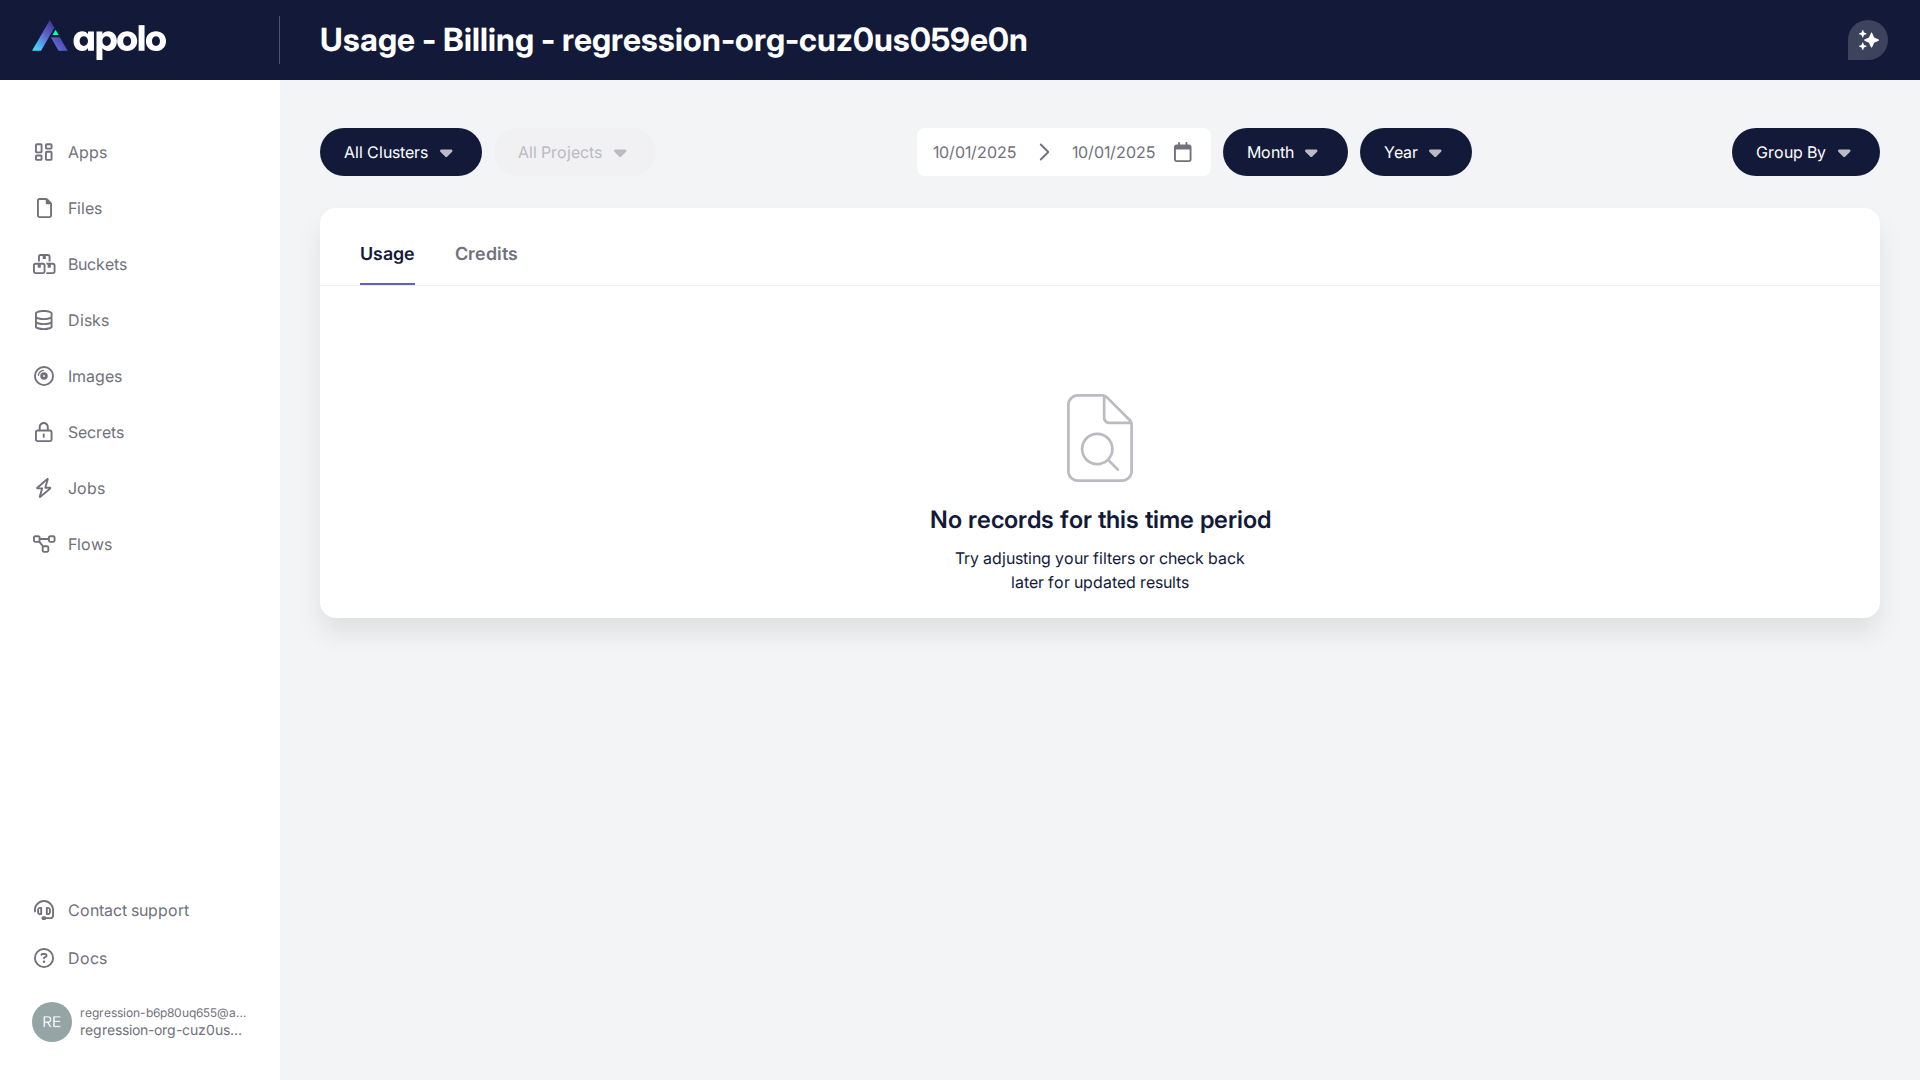 apolo
Usage - Billing - regression-org-cuz0us059e0n
Apps
Files
Buckets
Disks
Images
Secrets
Jobs
Flows
Contact support
Docs
RE
regression-b6p80uq655@a...
regression-org-cuz0us...
All Clusters
All Projects
10/01/2025
10/01/2025
Month
Year
Group By
Usage
Credits
No records for this time period
Try adjusting your filters or check back
later for updated results